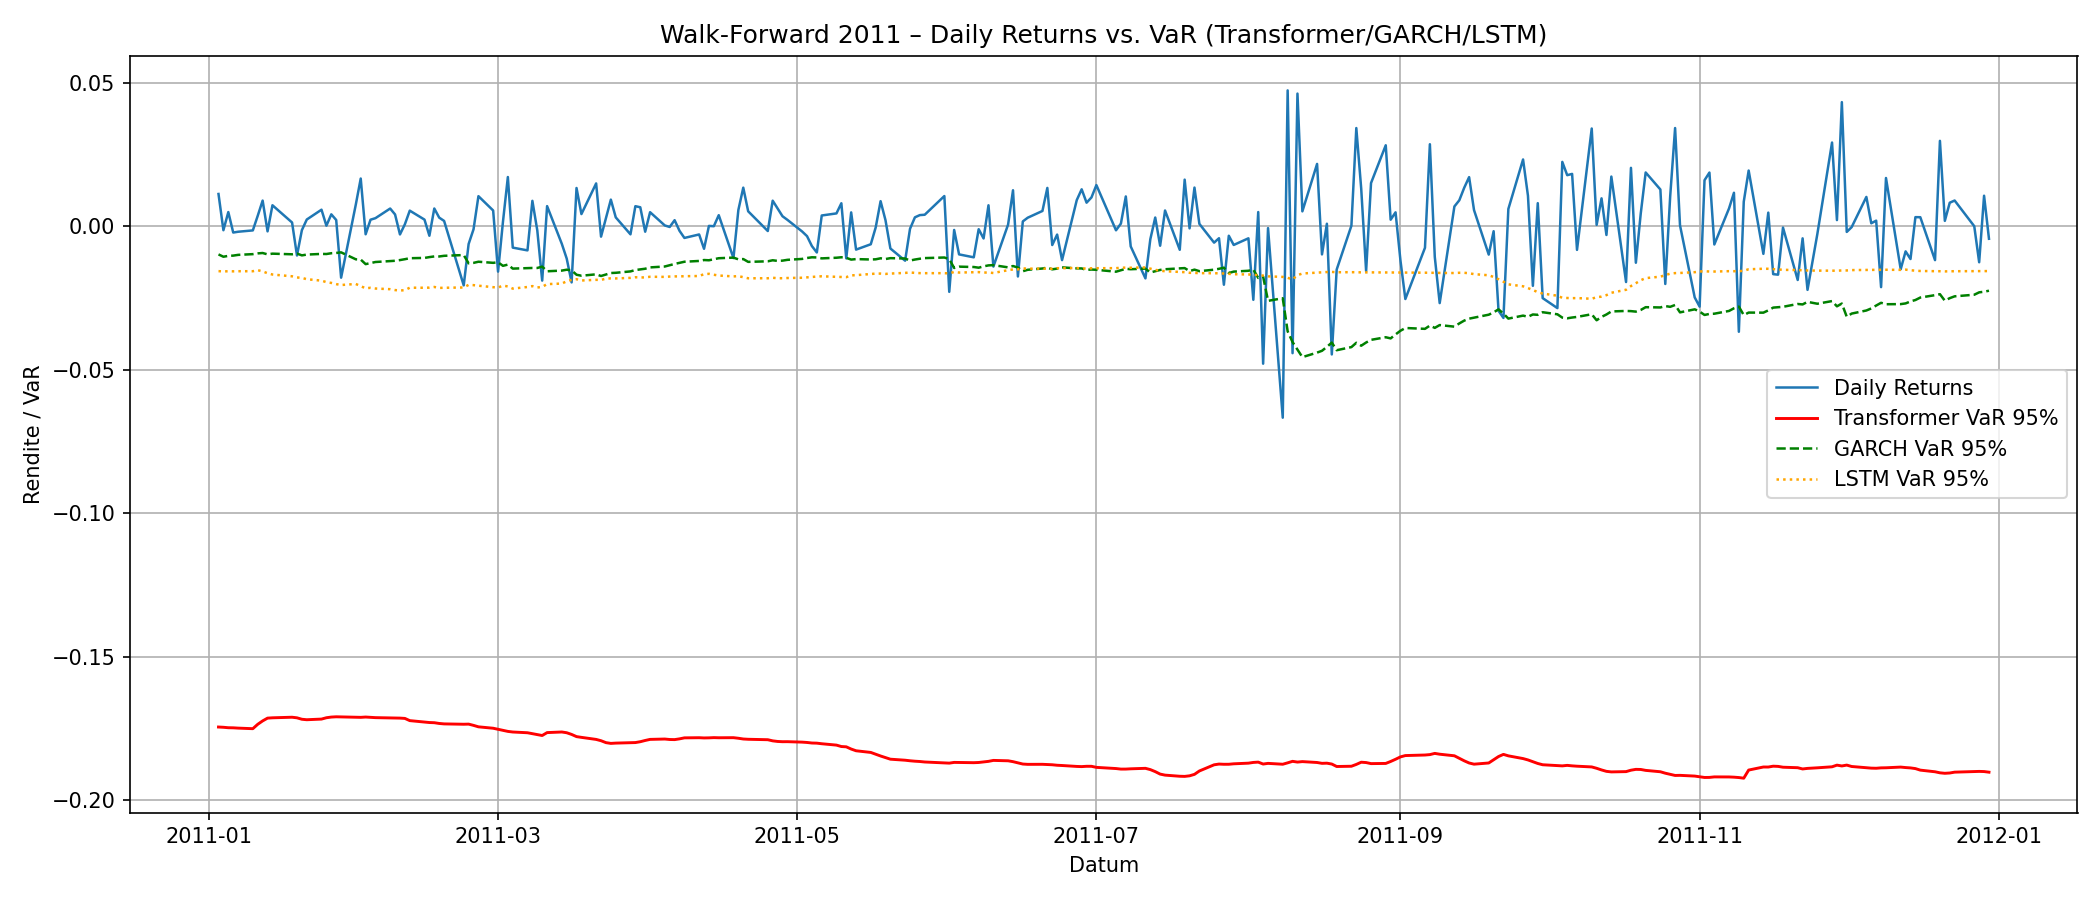 Walk-Forward 2011 – Daily Returns vs. VaR (Transformer/GARCH/LSTM)
Rendite / VaR
0.05
0.00
−0.05
−0.10
−0.15
−0.20
Daily Returns
Transformer VaR 95%
GARCH VaR 95%
LSTM VaR 95%
2011-01 2011-03 2011-05 2011-07 2011-09 2011-11 2012-01
Datum